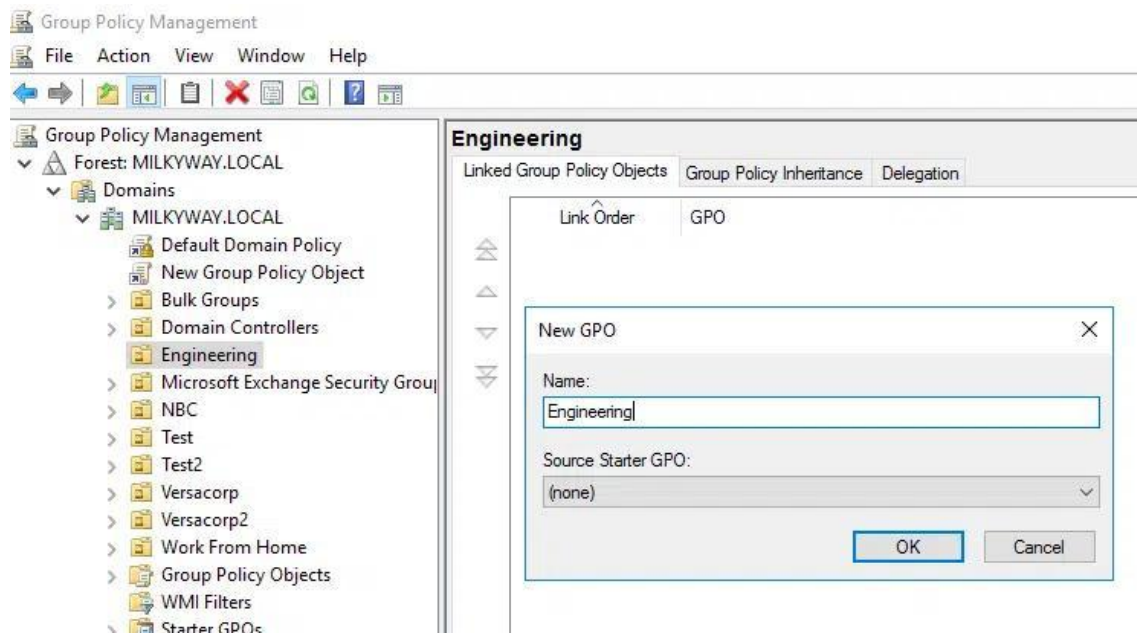 Group Policy Management
File Action View Window Help
Group Policy Management
Forest: MILKYWAY.LOCAL
Domains
MILKYWAY.LOCAL
Default Domain Policy
New Group Policy Object
Bulk Groups
Domain Controllers
Engineering
Microsoft Exchange Security Grou
NBC
Test
Test2
Versacorp
Versacorp2
Work From Home
Group Policy Objects
WMI Filters
Starter GPOs
Engineering
Linked Group Policy Objects Group Policy Inheritance Delegation
Link Order GPO
New GPO
Name:
Engineering
Source Starter GPO:
(none)
OK Cancel